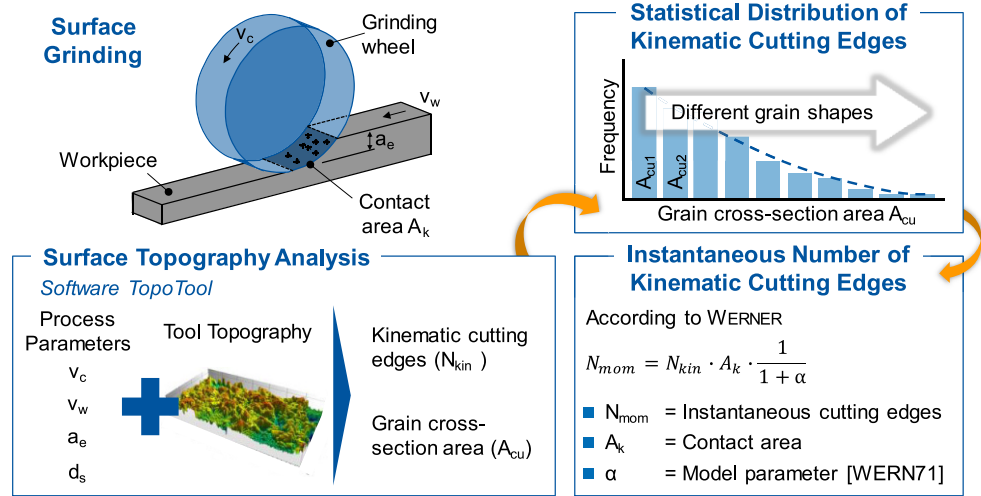 Surface
Grinding
v_c
Grinding
wheel
v_w
a_e
Workpiece
Contact
area A_k
Statistical Distribution of
Kinematic Cutting Edges
Frequency
Different grain shapes
A_cu1
A_cu2
Grain cross-section area A_cu
Surface Topography Analysis
Software TopoTool
Process
Parameters
v_c
v_w
a_e
d_s
Tool Topography
Kinematic cutting
edges (N_kin )
Grain cross-
section area (A_cu)
Instantaneous Number of
Kinematic Cutting Edges
According to WERNER
N_mom = N_kin · A_k · 1/(1 + α)
N_mom = Instantaneous cutting edges
A_k = Contact area
α = Model parameter [WERN71]